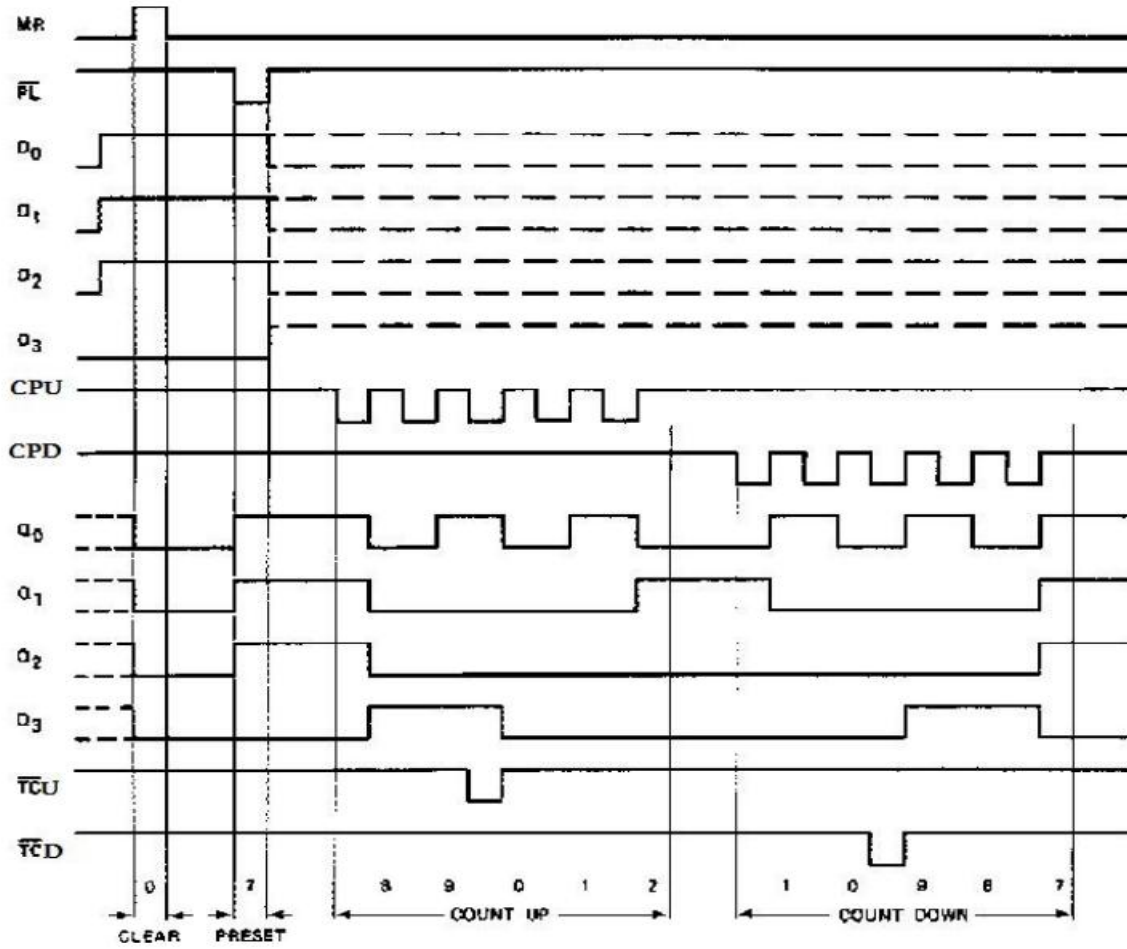 MR
PL
D0
D1
D2
D3
CPU
CPD
Q0
Q1
Q2
Q3
TCU
TCD
0 7 8 9 0 1 2 1 0 9 8 7
CLEAR PRESET COUNT UP COUNT DOWN